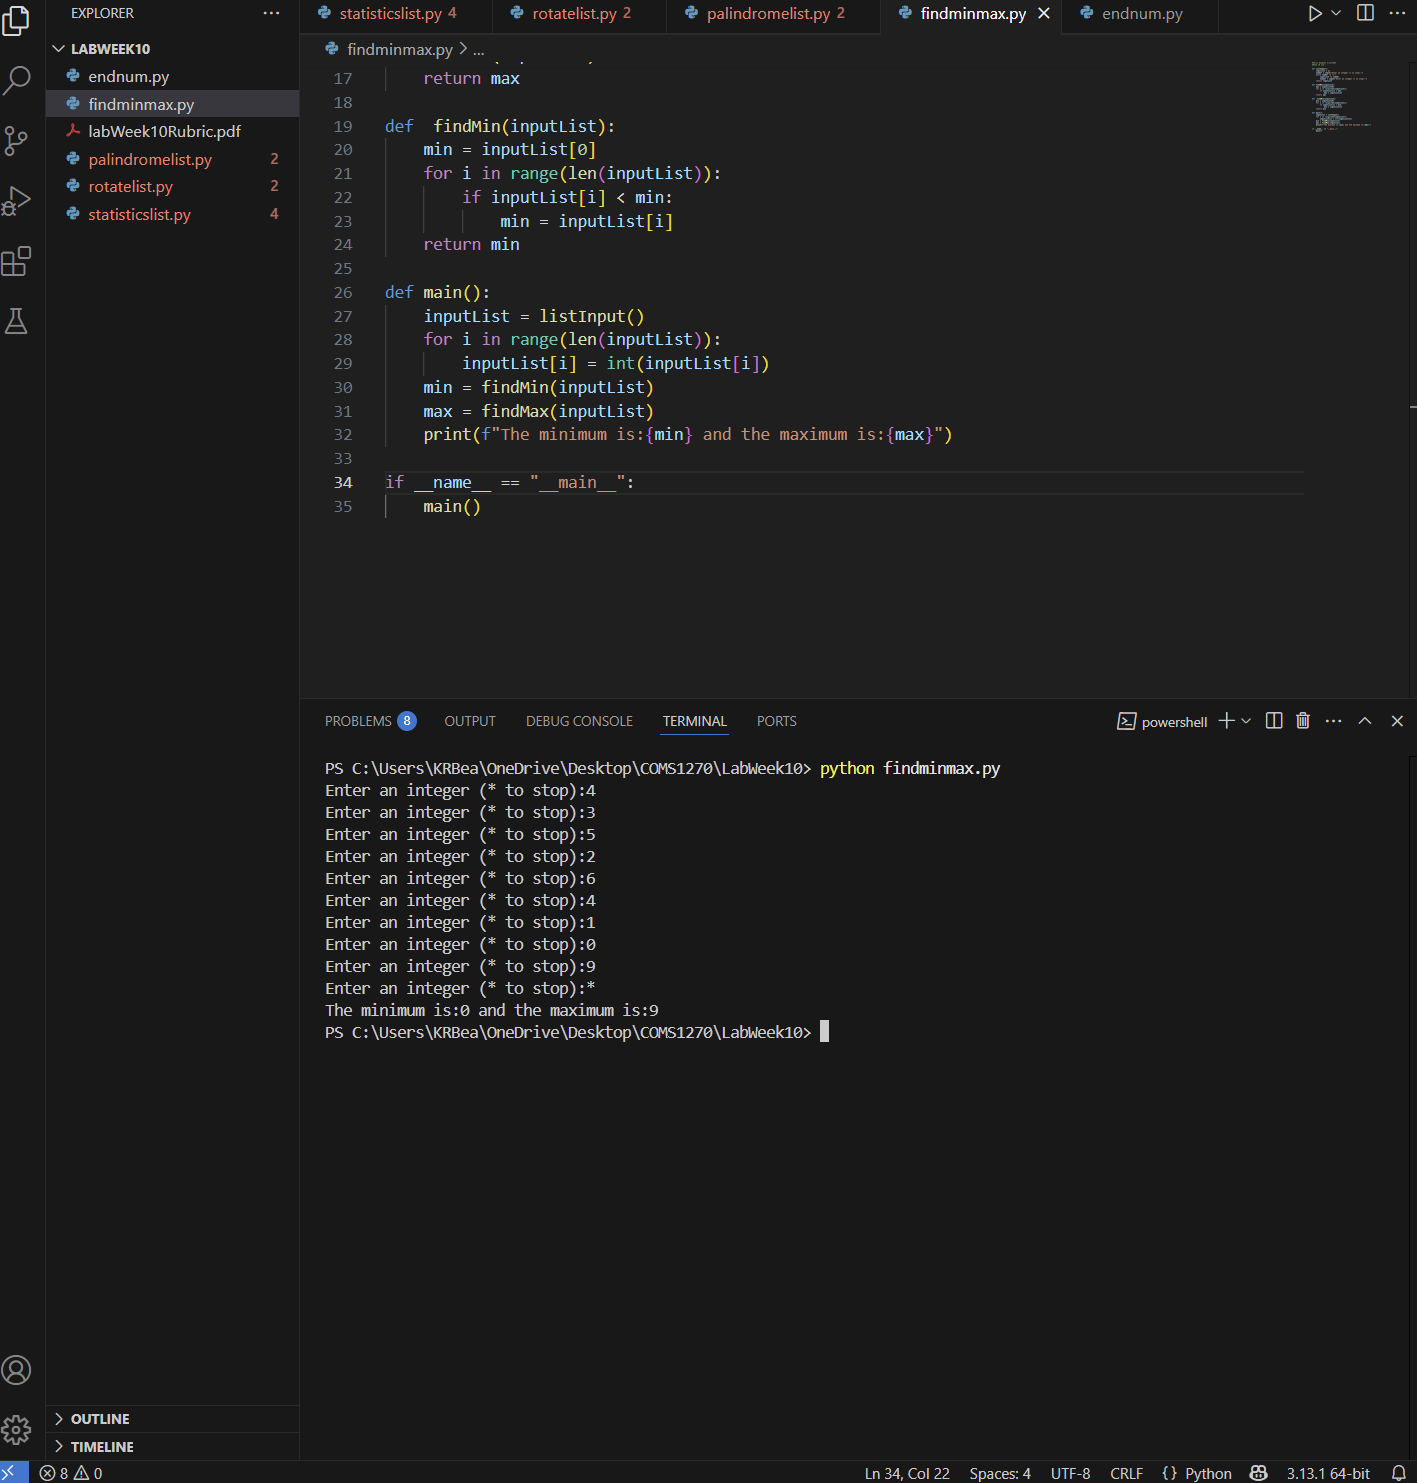 EXPLORER
LABWEEK10
endnum.py
findminmax.py
labWeek10Rubric.pdf
palindromelist.py 2
rotatelist.py 2
statisticslist.py 4
OUTLINE
TIMELINE
statisticslist.py 4 rotatelist.py 2 palindromelist.py 2 findminmax.py endnum.py
findminmax.py > ...
17 return max
18
19 def  findMin(inputList):
20 min = inputList[0]
21 for i in range(len(inputList)):
22 if inputList[i] < min:
23 min = inputList[i]
24 return min
25
26 def main():
27 inputList = listInput()
28 for i in range(len(inputList)):
29 inputList[i] = int(inputList[i])
30 min = findMin(inputList)
31 max = findMax(inputList)
32 print(f"The minimum is:{min} and the maximum is:{max}")
33
34 if __name__ == "__main__":
35 main()
PROBLEMS 8 OUTPUT DEBUG CONSOLE TERMINAL PORTS powershell
PS C:\Users\KRBea\OneDrive\Desktop\COMS1270\LabWeek10> python findminmax.py
Enter an integer (* to stop):4
Enter an integer (* to stop):3
Enter an integer (* to stop):5
Enter an integer (* to stop):2
Enter an integer (* to stop):6
Enter an integer (* to stop):4
Enter an integer (* to stop):1
Enter an integer (* to stop):0
Enter an integer (* to stop):9
Enter an integer (* to stop):*
The minimum is:0 and the maximum is:9
PS C:\Users\KRBea\OneDrive\Desktop\COMS1270\LabWeek10>
8 0 Ln 34, Col 22 Spaces: 4 UTF-8 CRLF {} Python 3.13.1 64-bit